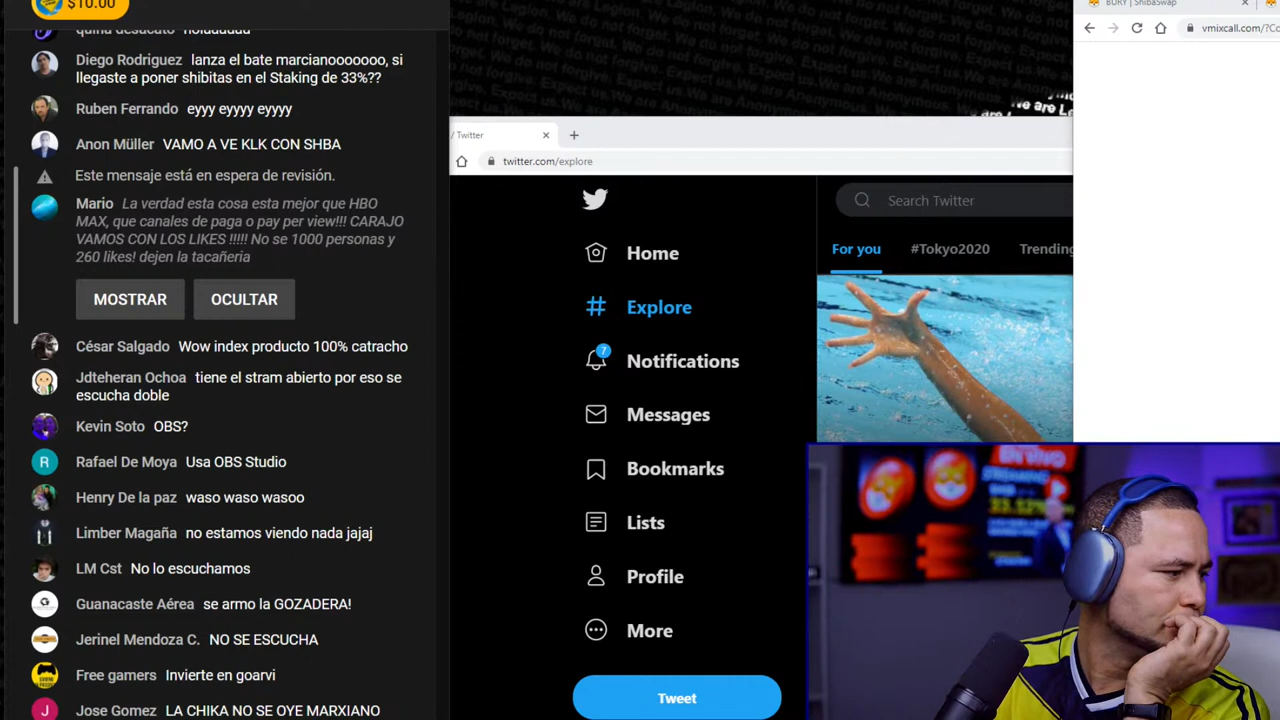 $10.00
quina desacato holaaaaaa
Diego Rodriguez lanza el bate marcianooooooo, si
llegaste a poner shibitas en el Staking de 33%??
Ruben Ferrando eyyy eyyyy eyyyy
Anon Müller VAMO A VE KLK CON SHBA
Este mensaje está en espera de revisión.
Mario La verdad esta cosa esta mejor que HBO
MAX, que canales de paga o pay per view!!! CARAJO
VAMOS CON LOS LIKES !!!!! No se 1000 personas y
260 likes! dejen la tacañeria
MOSTRAR OCULTAR
César Salgado Wow index producto 100% catracho
Jdteheran Ochoa tiene el stram abierto por eso se
escucha doble
Kevin Soto OBS?
R
Rafael De Moya Usa OBS Studio
Henry De la paz waso waso wasoo
Limber Magaña no estamos viendo nada jajaj
LM Cst No lo escuchamos
Guanacaste Aérea se armo la GOZADERA!
Jerinel Mendoza C. NO SE ESCUCHA
Free gamers Invierte en goarvi
J
Jose Gomez LA CHIKA NO SE OYE MARXIANO
We do not forget. Expect us. We are Anonymous. We are Legion.
/ Twitter
twitter.com/explore
Search Twitter
For you #Tokyo2020 Trending
Home
Explore
7
Notifications
Messages
Bookmarks
Lists
Profile
More
Tweet
BURY | ShibaSwap
vmixcall.com/?Co
EN VIVO